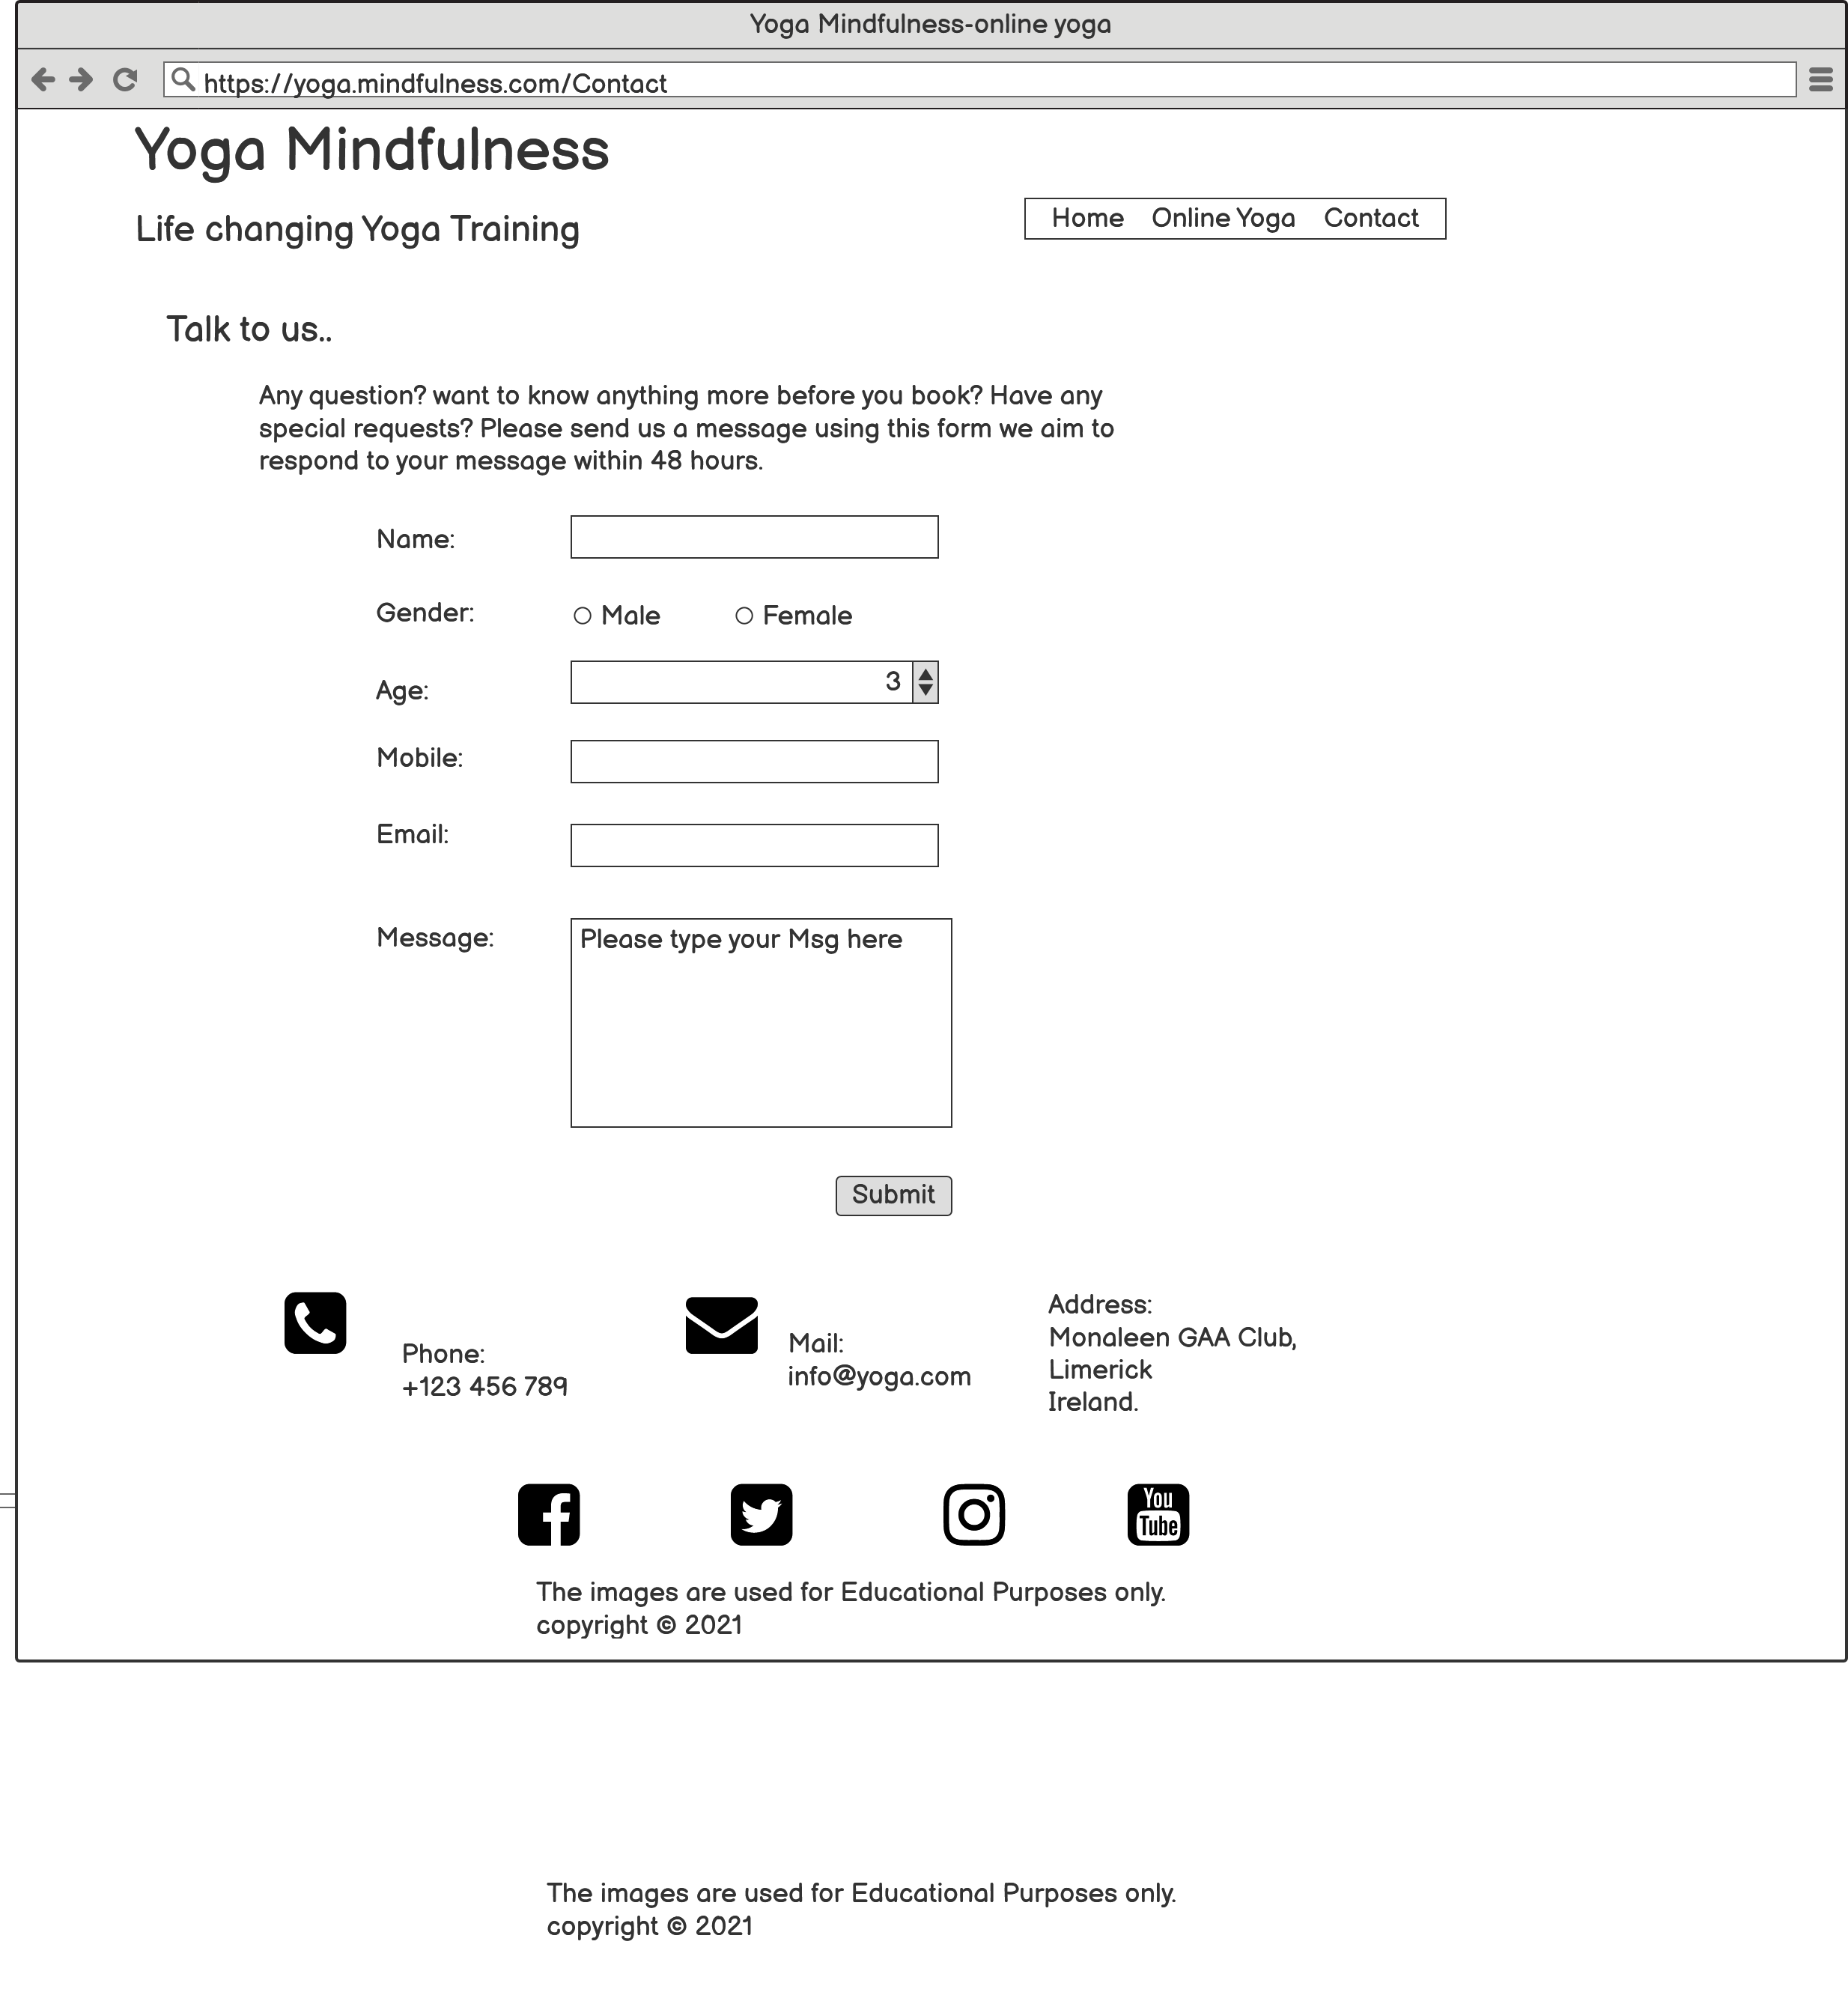 Yoga Mindfulness-online yoga
https://yoga.mindfulness.com/Contact
Yoga Mindfulness
Life changing Yoga Training
Home Online Yoga Contact
Talk to us..
Any question? want to know anything more before you book? Have any
special requests? Please send us a message using this form we aim to
respond to your message within 48 hours.
Name:
Gender: Male Female
Age: 3
Mobile:
Email:
Message: Please type your Msg here
Submit
Phone:
+123 456 789
Mail:
info@yoga.com
Address:
Monaleen GAA Club,
Limerick
Ireland.
You
Tube
The images are used for Educational Purposes only.
copyright © 2021
The images are used for Educational Purposes only.
copyright © 2021